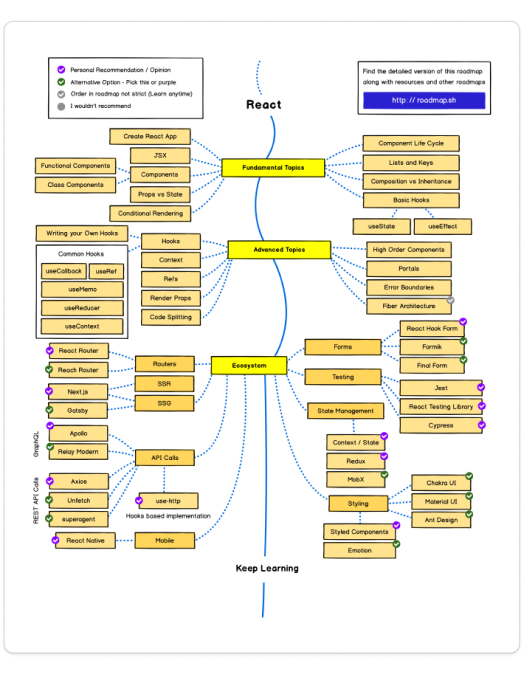 Personal Recommendation / Opinion
Alternative Option - Pick this or purple
Order in roadmap not strict (Learn anytime)
I wouldn't recommend
Find the detailed version of this roadmap
along with resources and other roadmaps
http://roadmap.sh
React
Create React App
JSX
Functional Components
Components
Class Components
Props vs State
Conditional Rendering
Fundamental Topics
Component Life Cycle
Lists and Keys
Composition vs Inheritance
Basic Hooks
useState
useEffect
Writing your Own Hooks
Common Hooks
useCallback
useRef
useMemo
useReducer
useContext
Hooks
Context
Refs
Render Props
Code Splitting
Advanced Topics
High Order Components
Portals
Error Boundaries
Fiber Architecture
React Router
Reach Router
Next.js
Gatsby
Routers
SSR
SSG
Ecosystem
Forms
React Hook Form
Formik
Final Form
Testing
Jest
React Testing Library
Cypress
State Management
Context / State
Redux
MobX
GraphQL
Apollo
Relay Modern
API Calls
REST API Calls
Axios
Unfetch
superagent
use-http
Hooks based implementation
React Native
Mobile
Styling
Chakra UI
Material UI
Ant Design
Styled Components
Emotion
Keep Learning